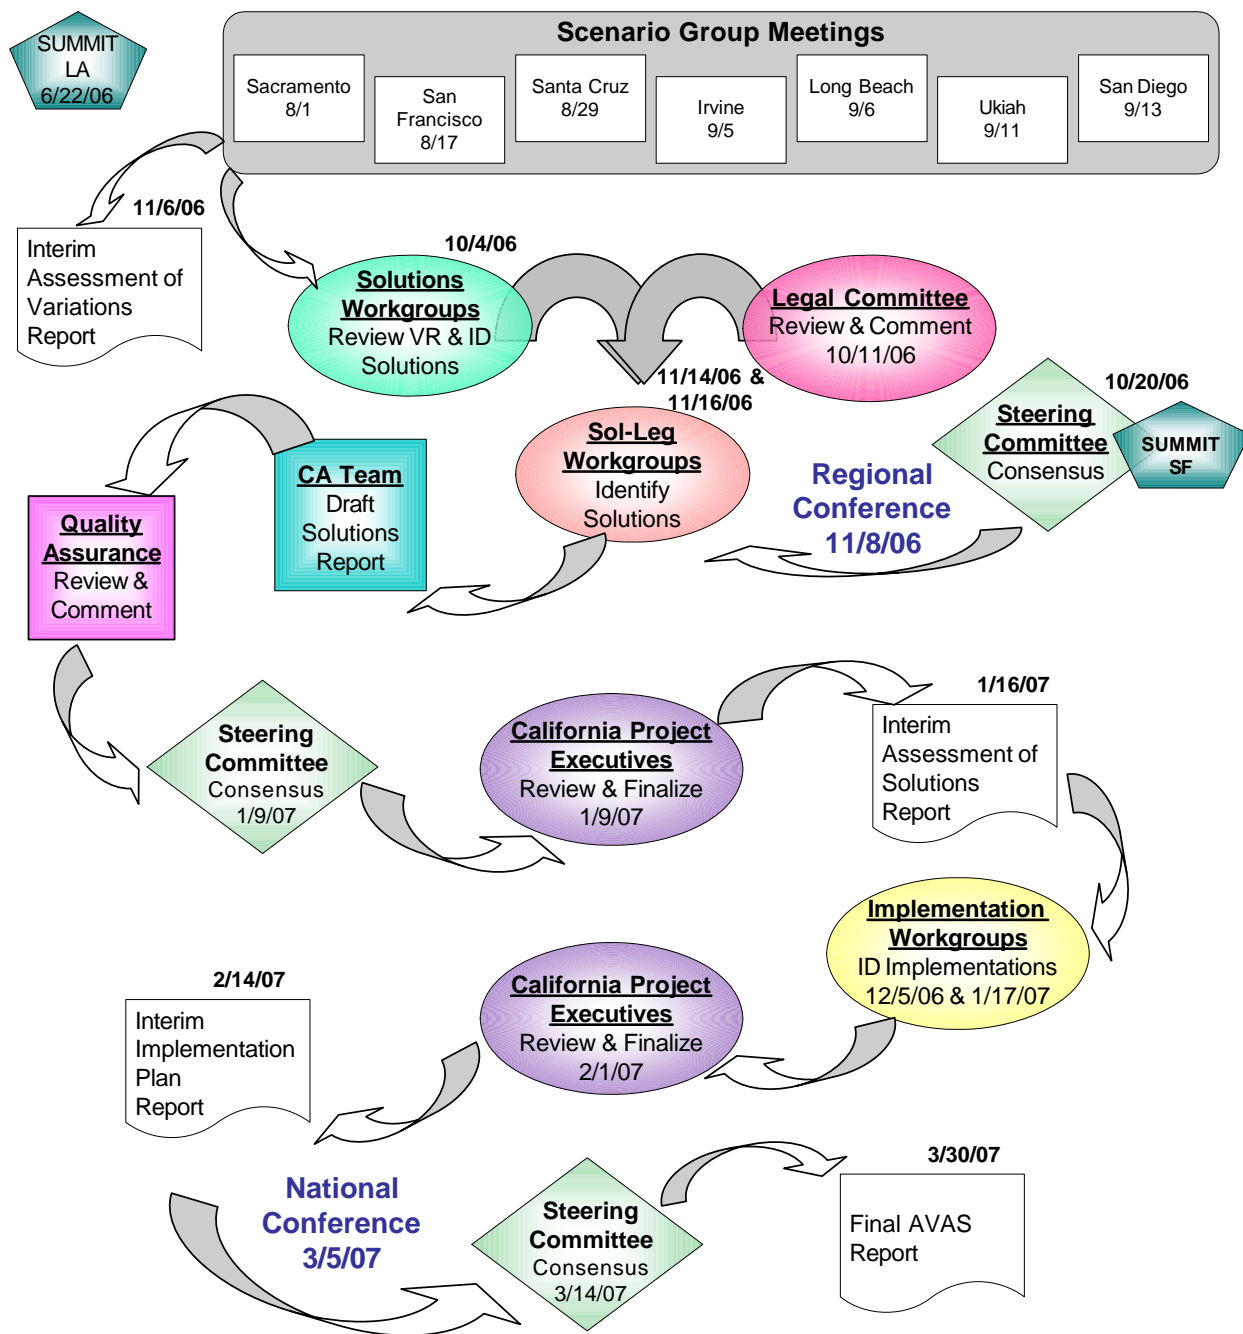 SUMMIT
LA
6/22/06
Scenario Group Meetings
Sacramento
8/1
San
Francisco
8/17
Santa Cruz
8/29
Irvine
9/5
Long Beach
9/6
Ukiah
9/11
San Diego
9/13
11/6/06
Interim
Assessment of
Variations
Report
10/4/06
Solutions
Workgroups
Review VR & ID
Solutions
Legal Committee
Review & Comment
10/11/06
11/14/06 &
11/16/06
Sol-Leg
Workgroups
Identify
Solutions
10/20/06
Steering
Committee
Consensus
SUMMIT
SF
Regional
Conference
11/8/06
CA Team
Draft
Solutions
Report
Quality
Assurance
Review &
Comment
Steering
Committee
Consensus
1/9/07
California Project
Executives
Review & Finalize
1/9/07
1/16/07
Interim
Assessment of
Solutions
Report
Implementation
Workgroups
ID Implementations
12/5/06 & 1/17/07
California Project
Executives
Review & Finalize
2/1/07
2/14/07
Interim
Implementation
Plan
Report
National
Conference
3/5/07
Steering
Committee
Consensus
3/14/07
3/30/07
Final AVAS
Report